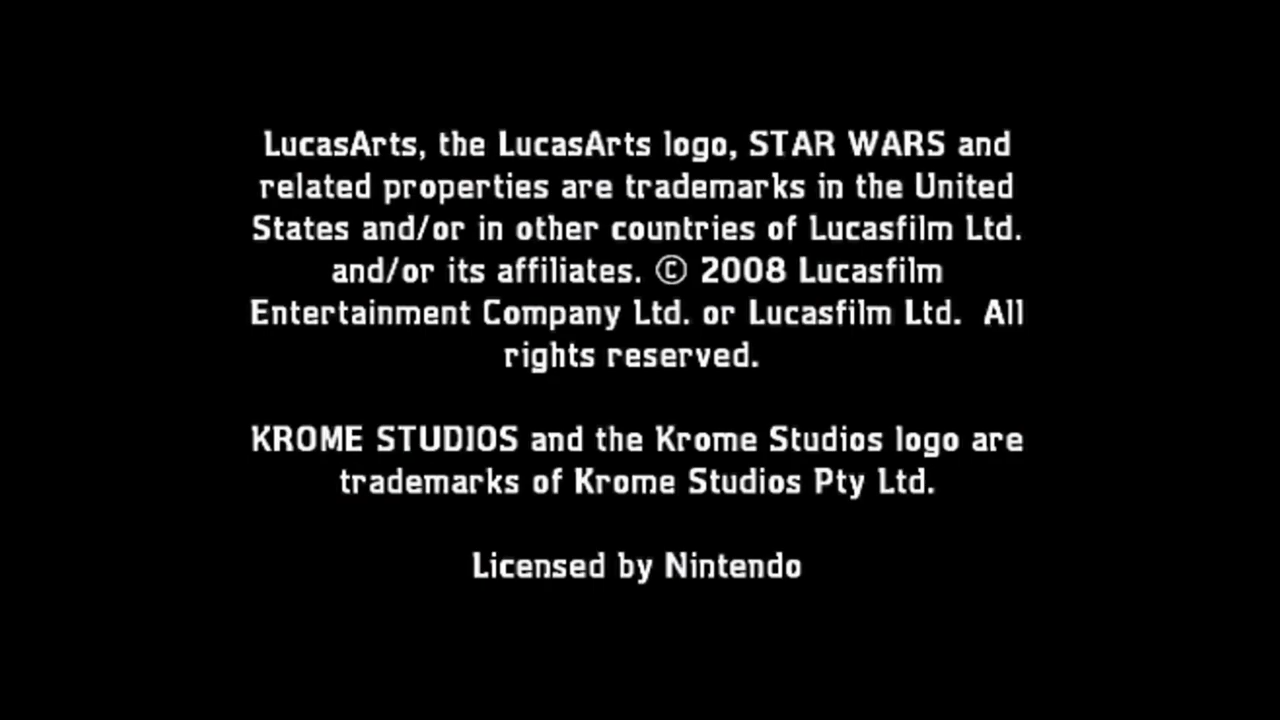 LucasArts, the LucasArts logo, STAR WARS and
related properties are trademarks in the United
States and/or in other countries of Lucasfilm Ltd.
and/or its affiliates. © 2008 Lucasfilm
Entertainment Company Ltd. or Lucasfilm Ltd.  All
rights reserved.
KROME STUDIOS and the Krome Studios logo are
trademarks of Krome Studios Pty Ltd.
Licensed by Nintendo